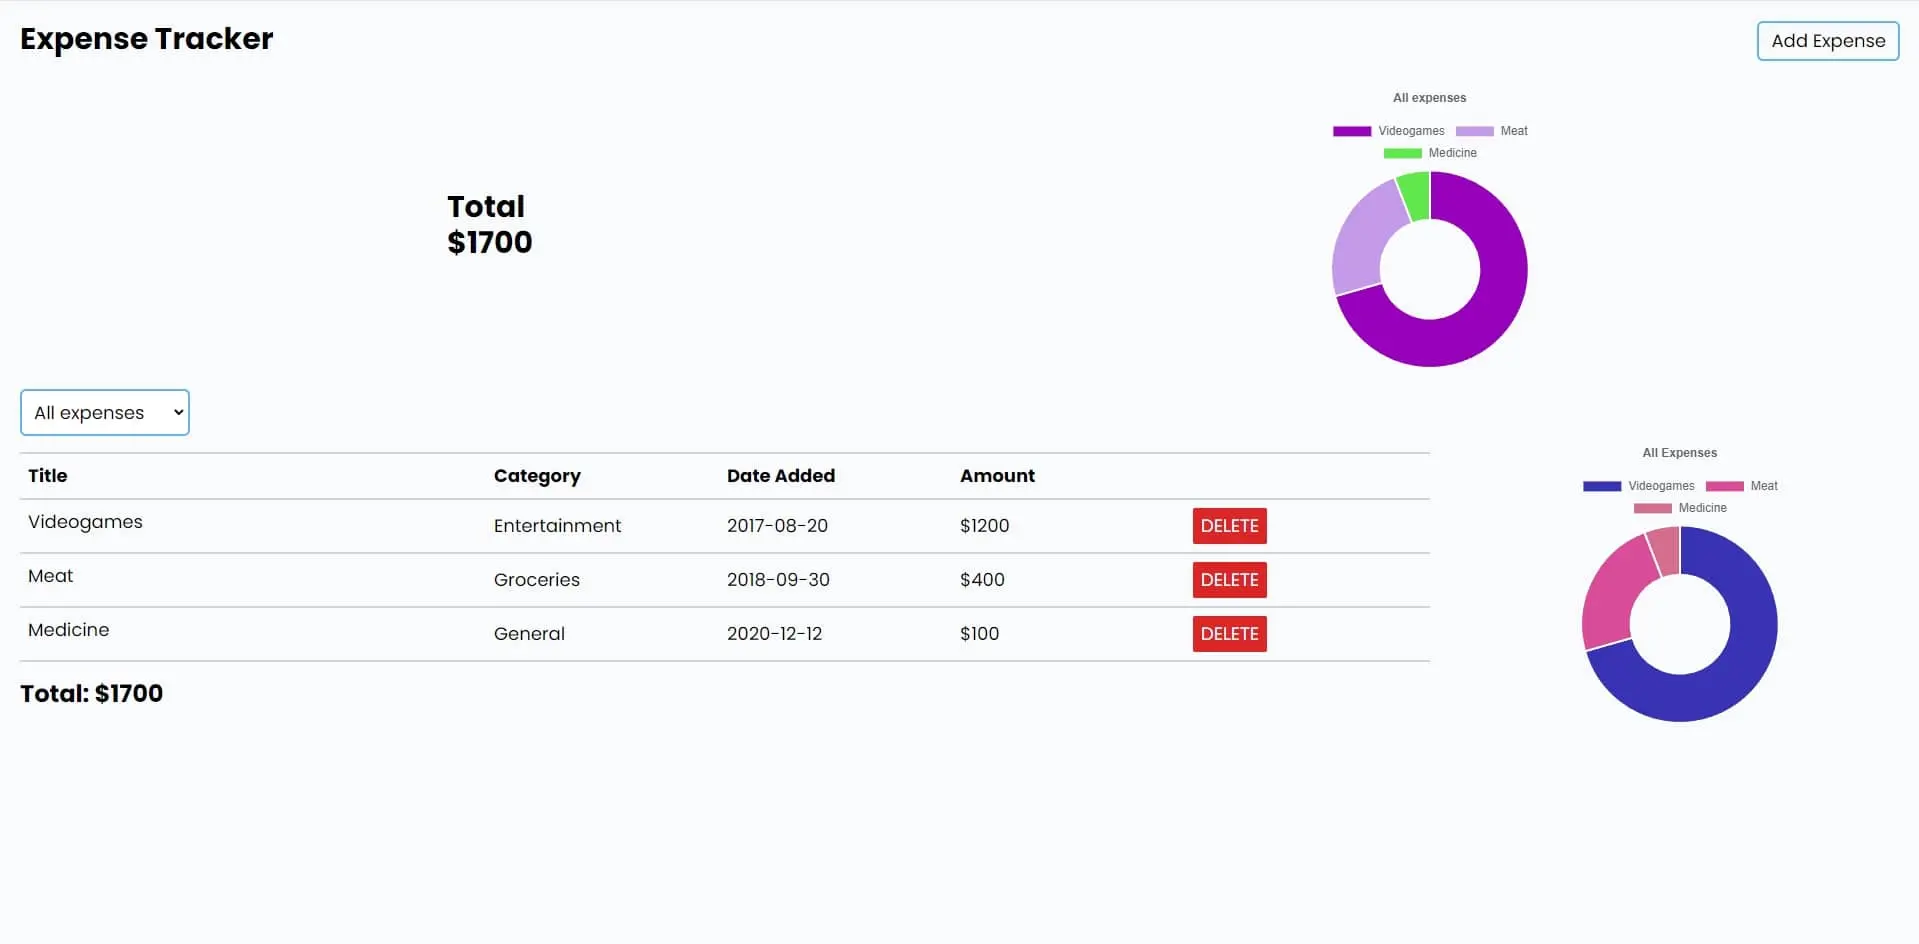 Expense Tracker
Add Expense
All expenses
Videogames Meat
Medicine
Total
$1700
All expenses
Title Category Date Added Amount
Videogames Entertainment 2017-08-20 $1200 DELETE
Meat Groceries 2018-09-30 $400 DELETE
Medicine General 2020-12-12 $100 DELETE
Total: $1700
All Expenses
Videogames Meat
Medicine